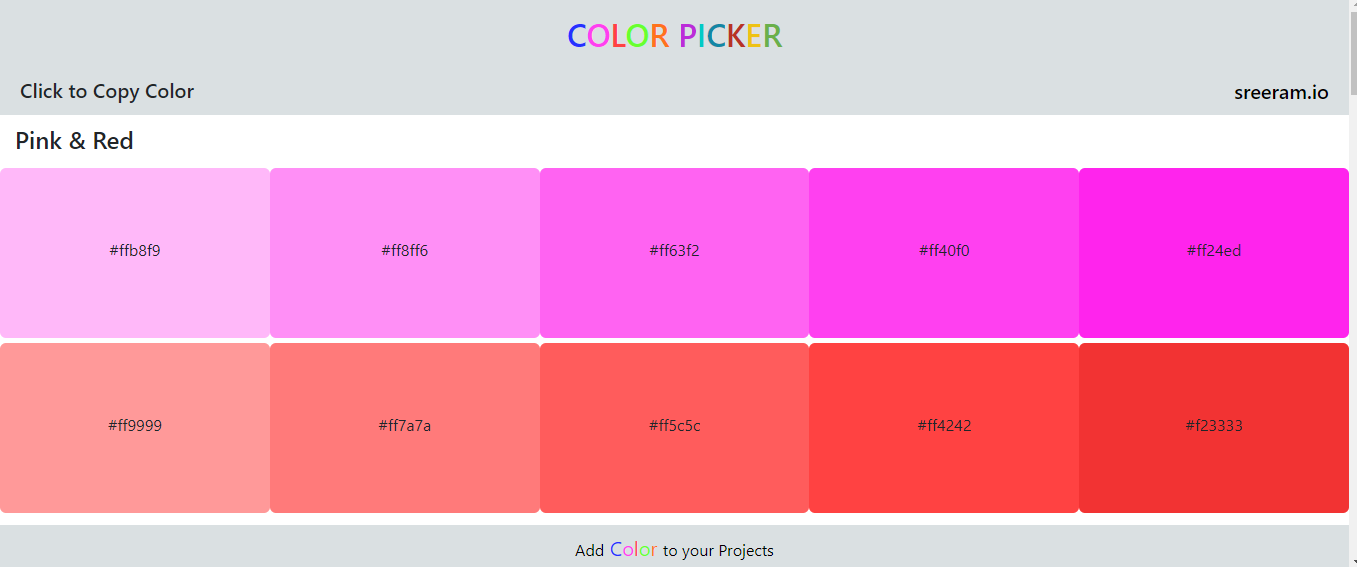 COLOR PICKER
Click to Copy Color
sreeram.io
Pink & Red
#ffb8f9
#ff8ff6
#ff63f2
#ff40f0
#ff24ed
#ff9999
#ff7a7a
#ff5c5c
#ff4242
#f23333
Add Color to your Projects